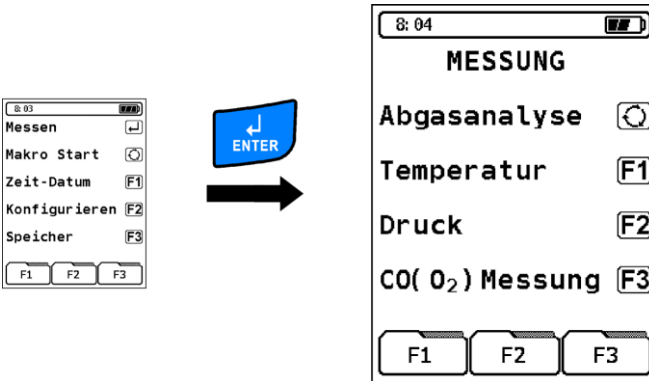 8:03
Messen
Makro Start
Zeit-Datum F1
Konfigurieren F2
Speicher F3
F1 F2 F3
ENTER
8:04
MESSUNG
Abgasanalyse
Temperatur F1
Druck F2
CO(O₂)Messung F3
F1 F2 F3